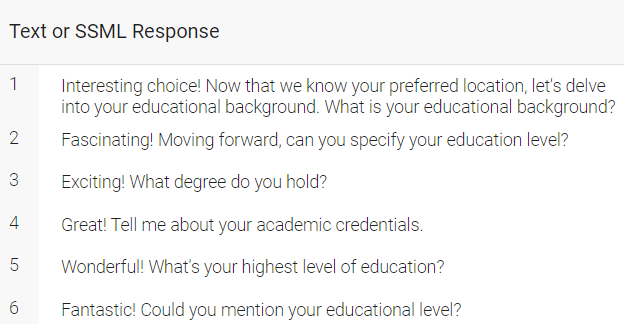 Text or SSML Response
1 Interesting choice! Now that we know your preferred location, let's delve
into your educational background. What is your educational background?
2 Fascinating! Moving forward, can you specify your education level?
3 Exciting! What degree do you hold?
4 Great! Tell me about your academic credentials.
5 Wonderful! What's your highest level of education?
6 Fantastic! Could you mention your educational level?